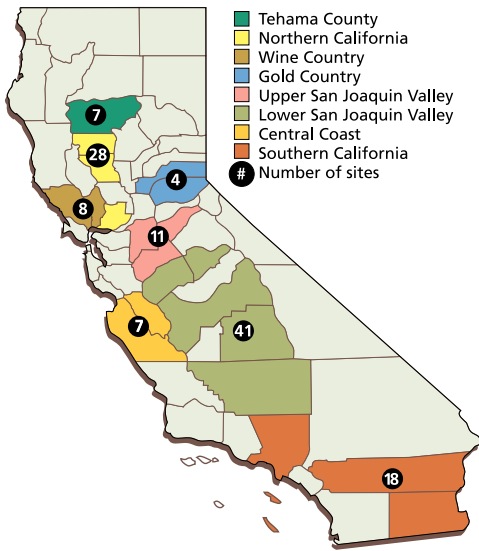 Tehama County
Northern California
Wine Country
Gold Country
Upper San Joaquin Valley
Lower San Joaquin Valley
Central Coast
Southern California
# Number of sites
7
28
4
8
11
7
41
18